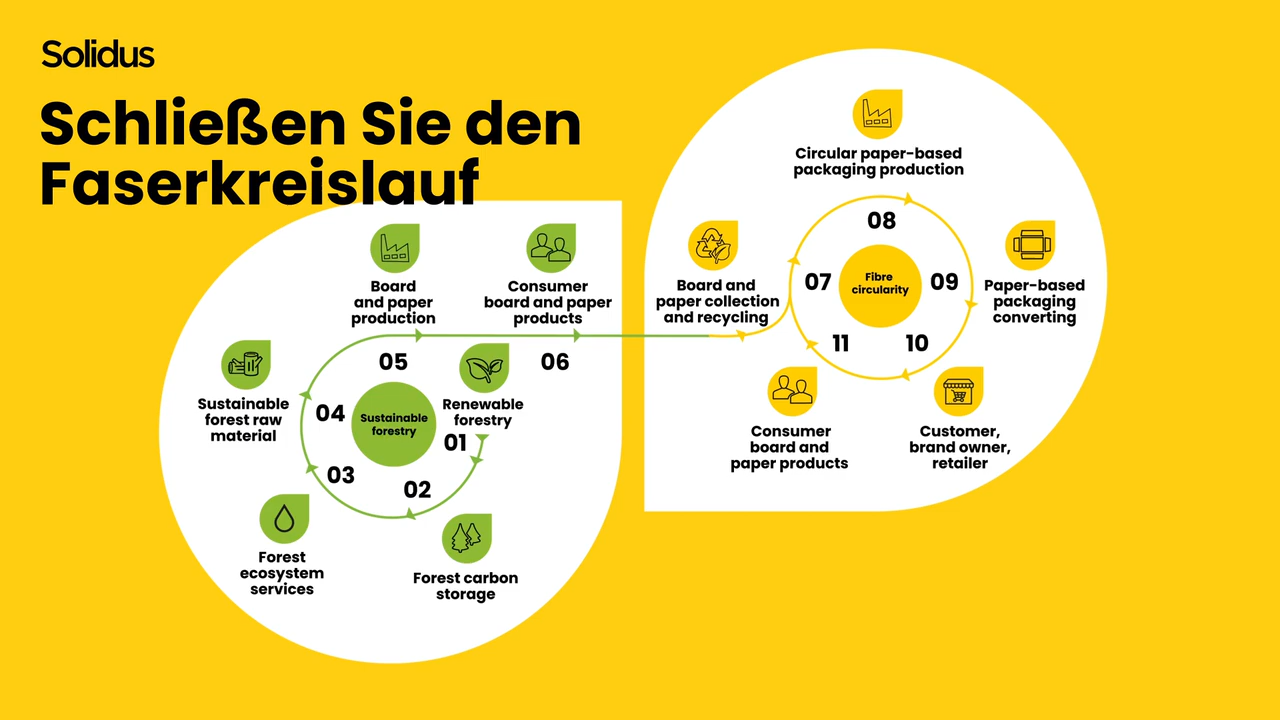 Solidus
Schließen Sie den
Faserkreislauf
Board
and paper
production
Consumer
board and paper
products
05
06
Sustainable
forest raw
material
04
Sustainable
forestry
Renewable
forestry
01
03
02
Forest
ecosystem
services
Forest carbon
storage
Circular paper-based
packaging production
08
Board and
paper collection
and recycling
07
Fibre
circularity
09
Paper-based
packaging
converting
11
10
Consumer
board and
paper products
Customer,
brand owner,
retailer